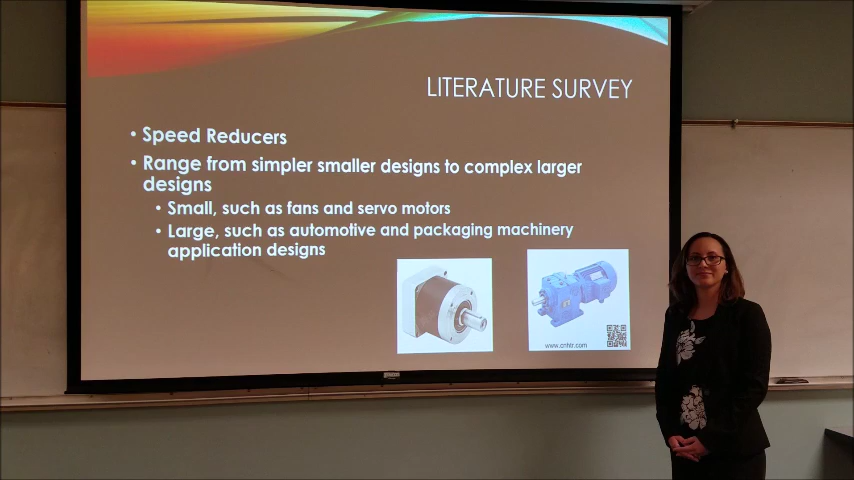 LITERATURE SURVEY
• Speed Reducers
• Range from simpler smaller designs to complex larger
designs
• Small, such as fans and servo motors
• Large, such as automotive and packaging machinery
application designs
www.cnhtr.com